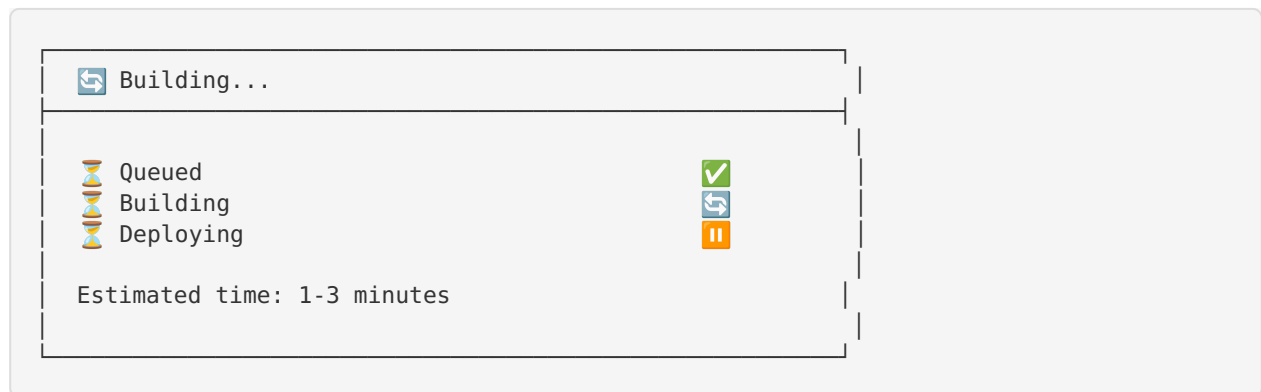 🔄 Building...
⏳ Queued ✅
⏳ Building 🔄
⏳ Deploying ⏸️
Estimated time: 1-3 minutes